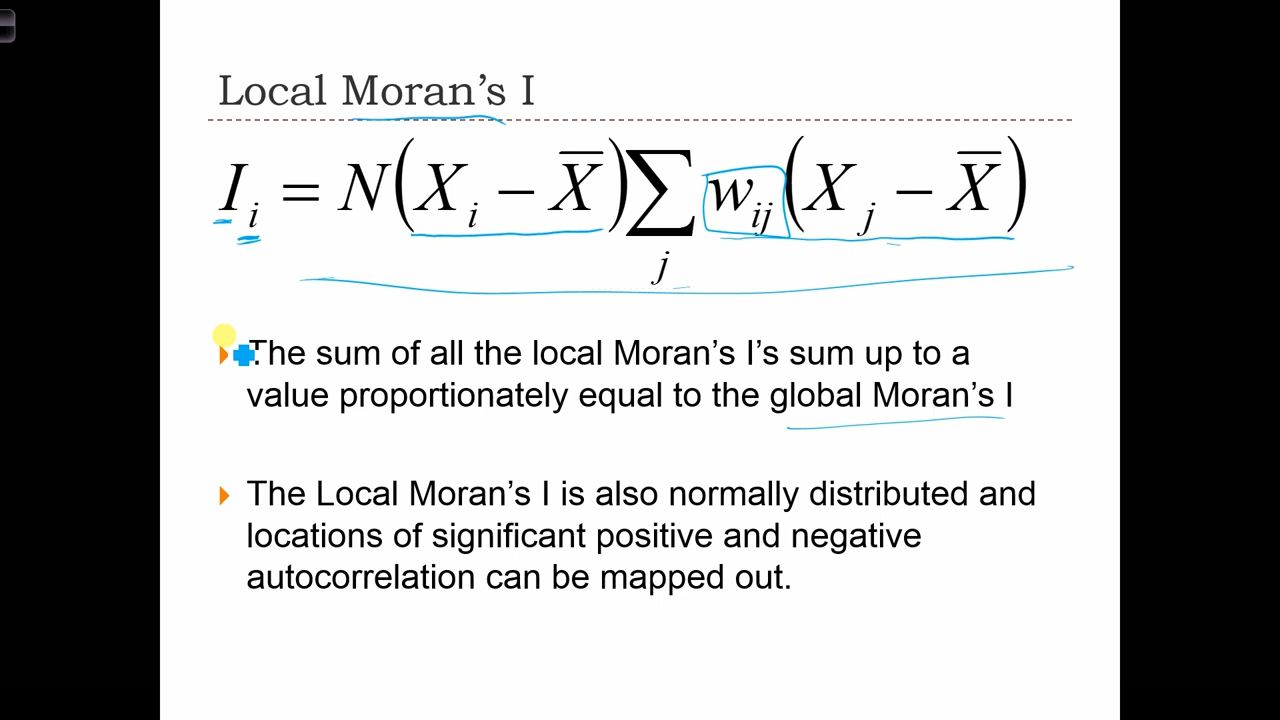 Local Moran's I
I_i = N(X_i − X̄)∑_j w_ij(X_j − X̄)
The sum of all the local Moran's I's sum up to a
value proportionately equal to the global Moran's I
The Local Moran's I is also normally distributed and
locations of significant positive and negative
autocorrelation can be mapped out.